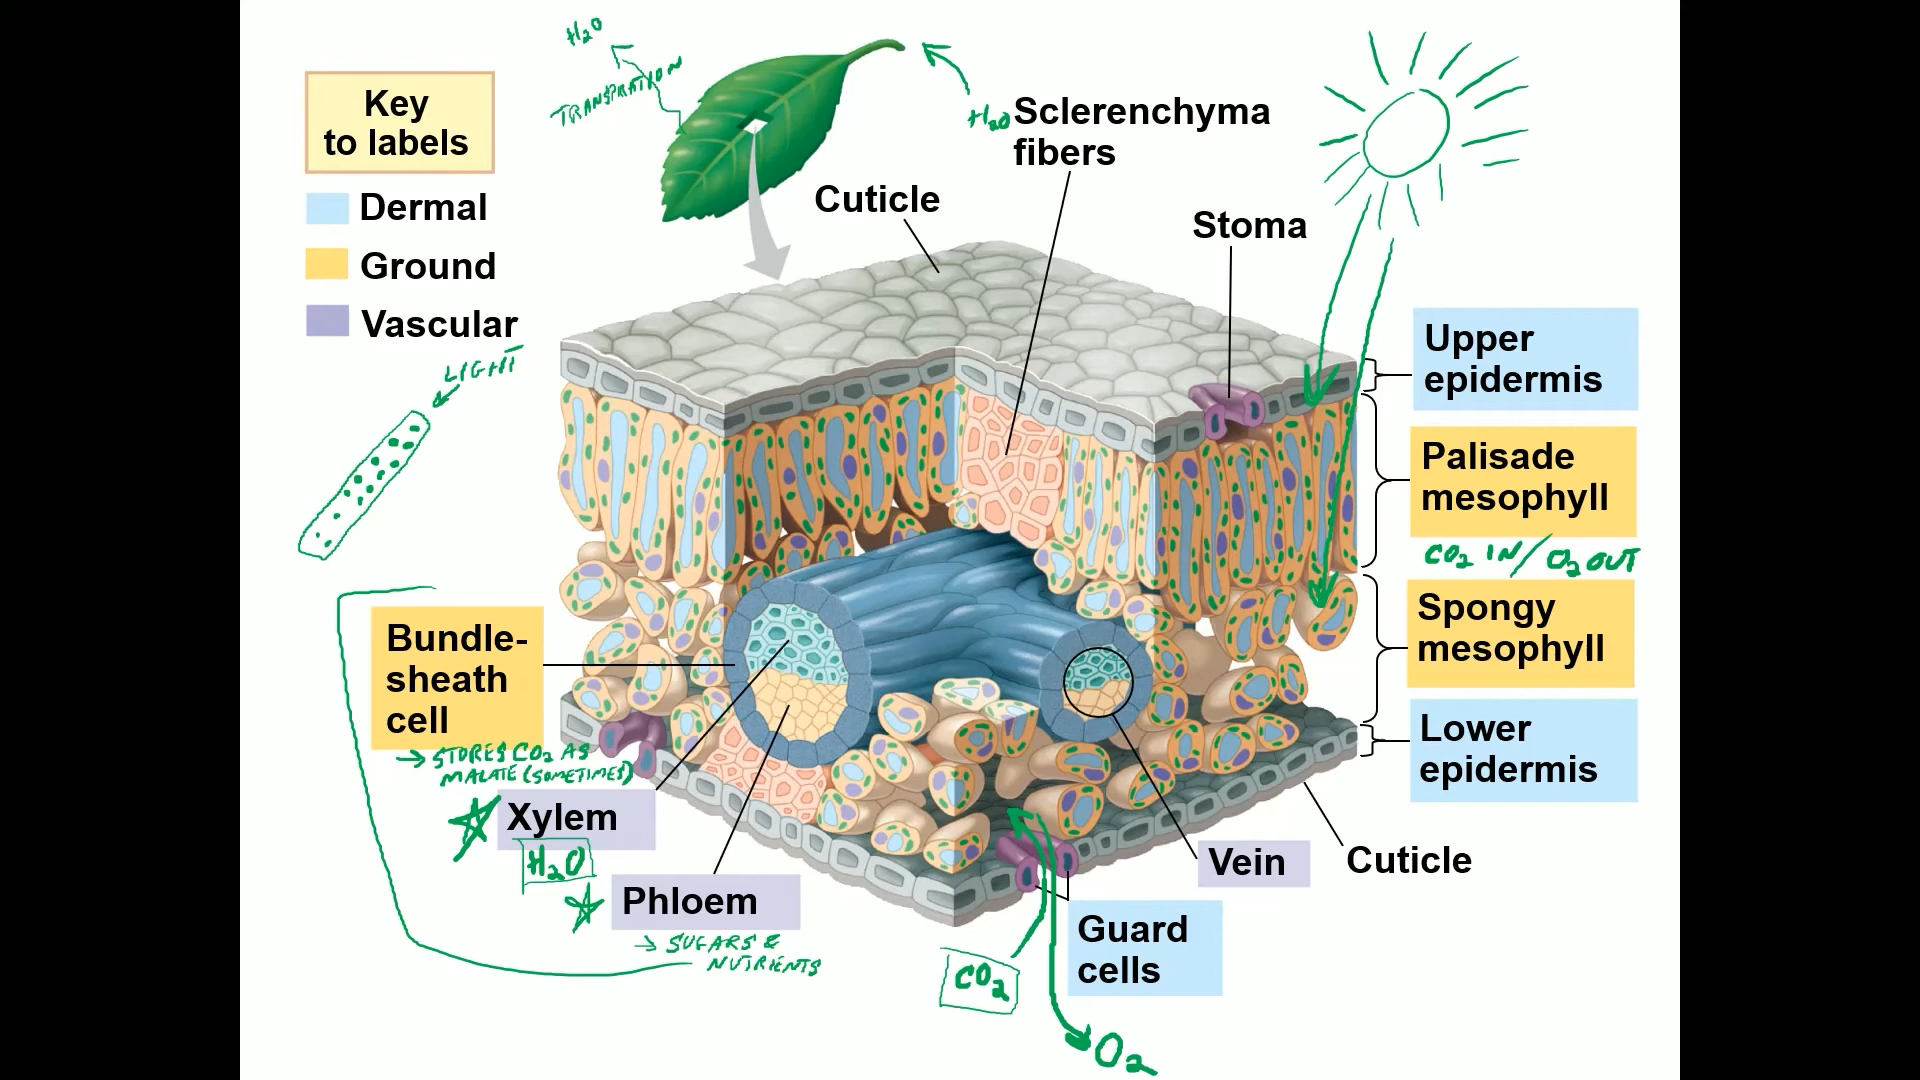 H₂O
TRANSPIRATION
H₂O
Key
to labels
Dermal
Ground
Vascular
LIGHT
Sclerenchyma
fibers
Cuticle
Stoma
Upper
epidermis
Palisade
mesophyll
CO₂ IN/O₂ OUT
Spongy
mesophyll
Lower
epidermis
Bundle-
sheath
cell
→ STORES CO₂ AS
MALATE (SOMETIMES)
Xylem
H₂O
Phloem
→ SUGARS &
NUTRIENTS
Vein
Cuticle
Guard
cells
CO₂
O₂